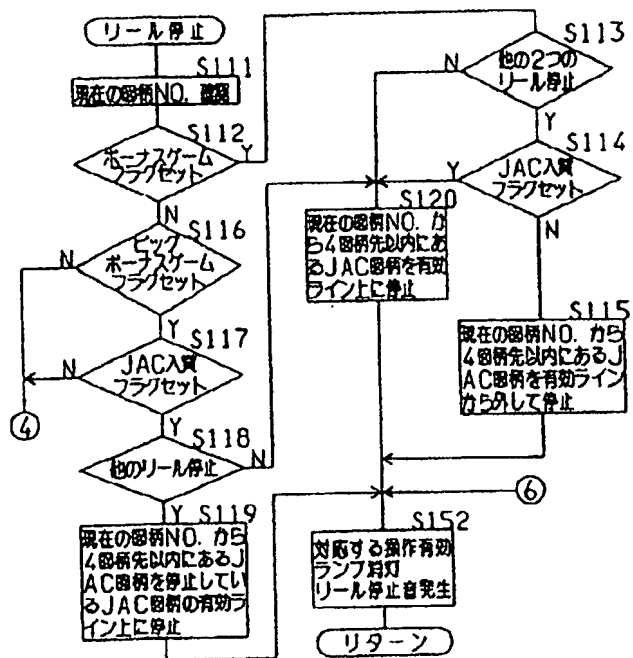 リール停止
S111
現在の図柄NO. 確認
S112
ボーナスゲーム
フラグセット
Y
N
S116
ビッグ
ボーナスゲーム
フラグセット
N
Y
S117
JAC入賞
フラグセット
N
Y
④
S118
他のリール停止
N
Y
S119
現在の図柄NO. から
4図柄先以内にあるJ
AC図柄を停止してい
るJAC図柄の有効ラ
イン上に停止
S113
他の2つの
リール停止
N
Y
S114
JAC入賞
フラグセット
Y
N
S120
現在の図柄NO. か
ら4図柄先以内にあ
るJAC図柄を有効
ライン上に停止
S115
現在の図柄NO. から
4図柄先以内にあるJ
AC図柄を有効ライン
から外して停止
⑥
S152
対応する操作有効
ランプ消灯
リール停止音発生
リターン